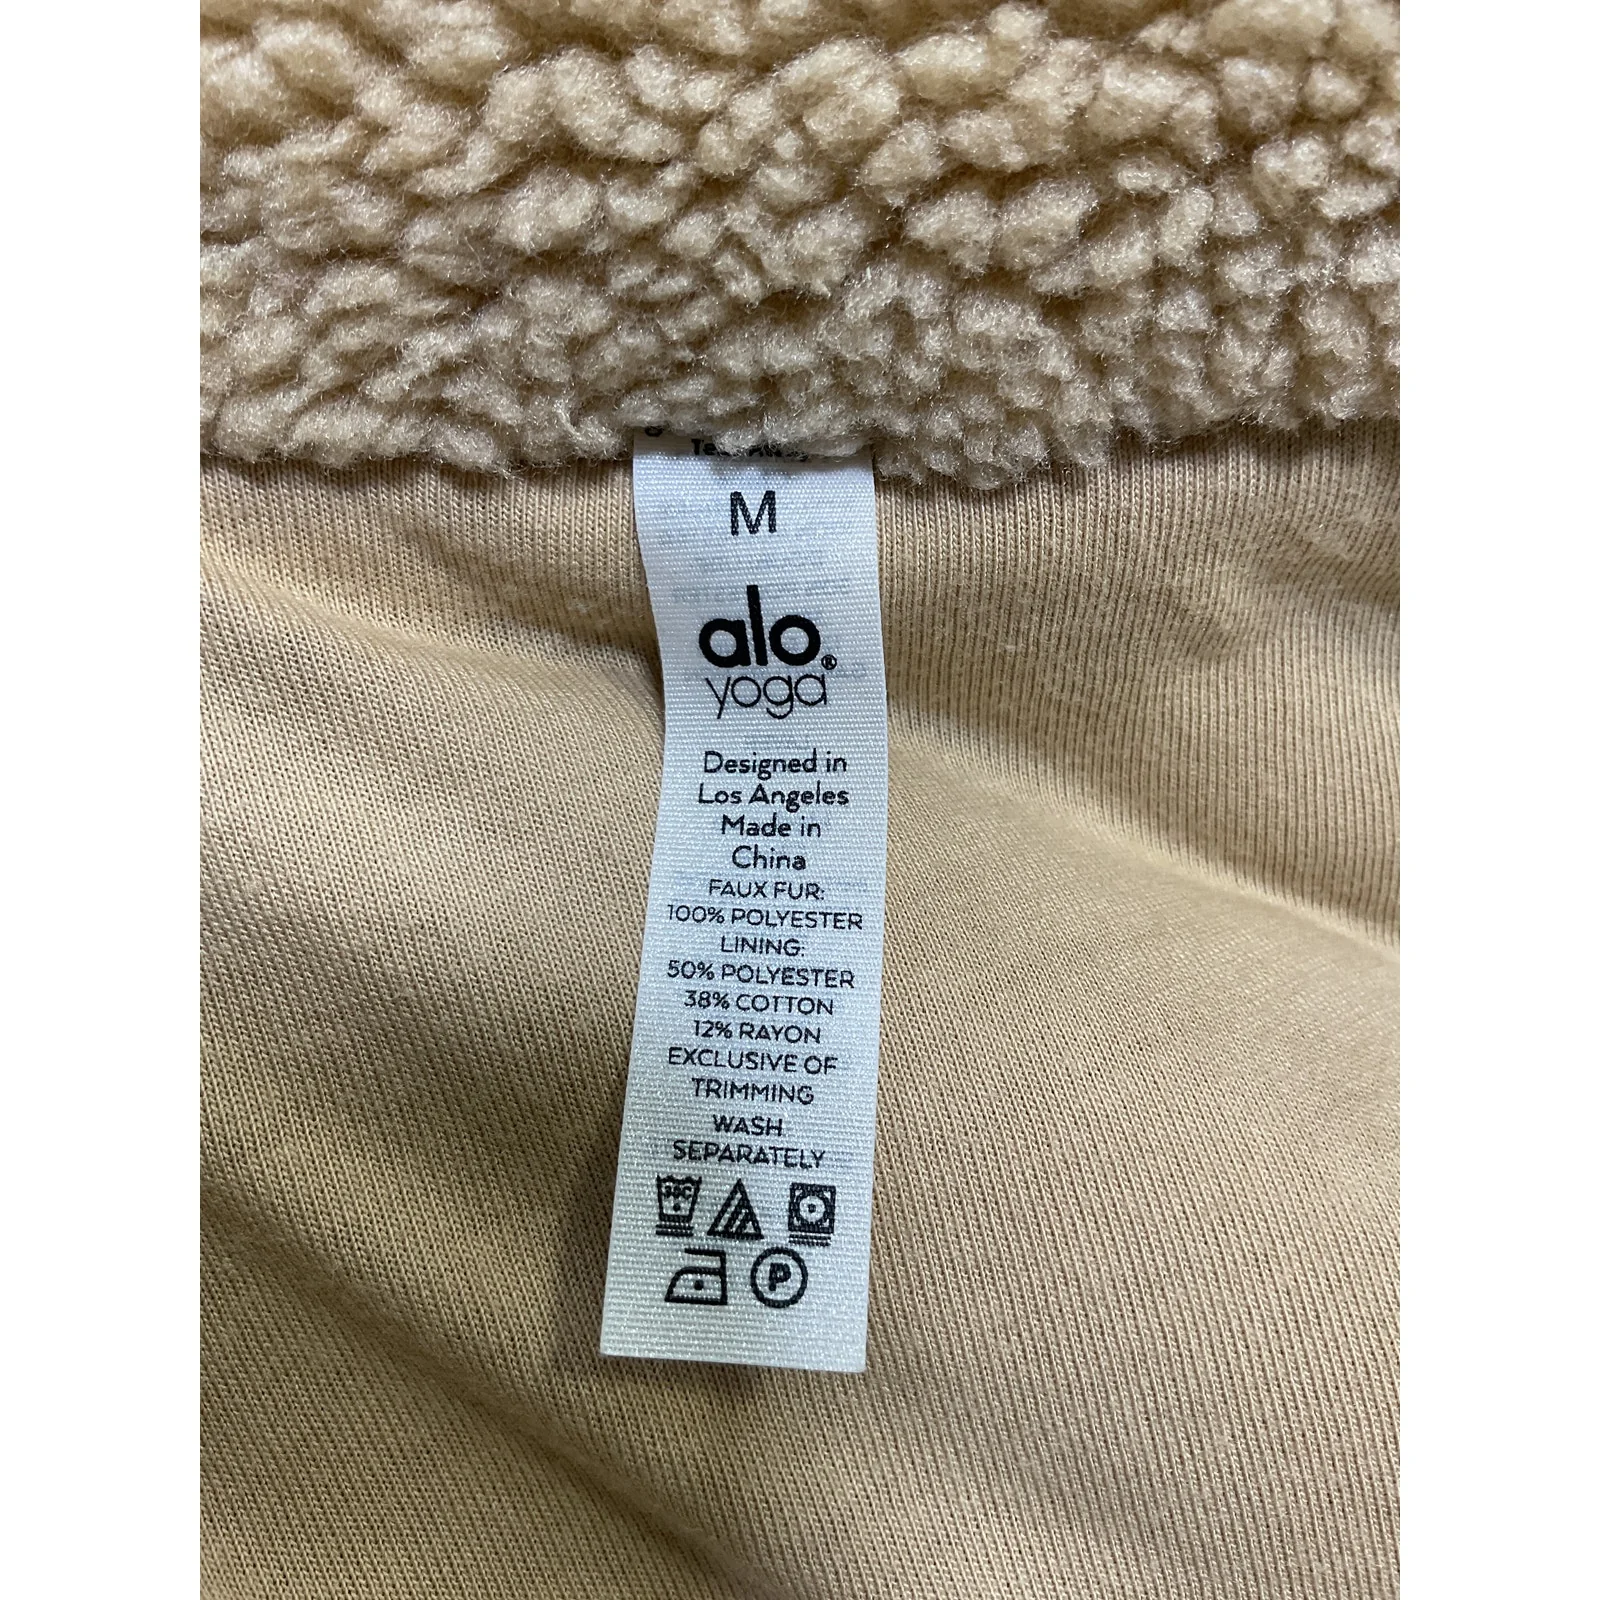 M
alo®
yoga
Designed in
Los Angeles
Made in
China
FAUX FUR:
100% POLYESTER
LINING:
50% POLYESTER
38% COTTON
12% RAYON
EXCLUSIVE OF
TRIMMING
WASH
SEPARATELY
30C
P